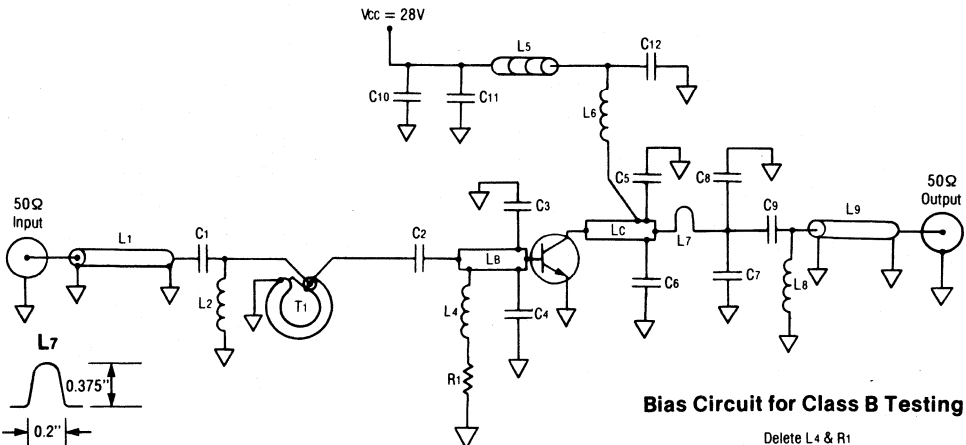 Vcc = 28V
L5
C12
C10
C11
L6
50Ω
Input
L1
C1
C2
C3
C5
C8
C9
L9
50Ω
Output
LB
LC
L7
L2
T1
L4
C4
C6
C7
L8
R1
L7
0.375"
0.2"
Bias Circuit for Class B Testing
Delete L4 & R1